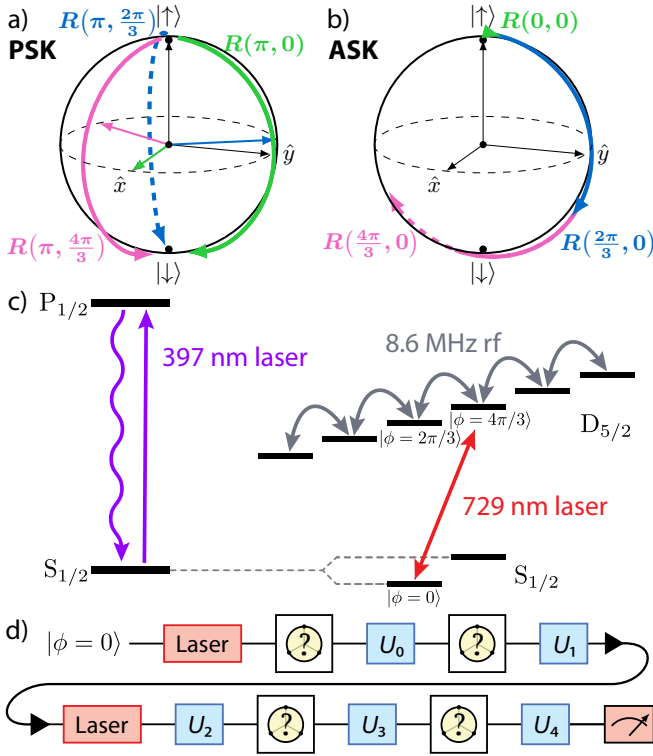 a)
PSK
R(π, 2π/3)
|↑⟩
R(π, 0)
x̂
ŷ
R(π, 4π/3)
|↓⟩
b)
ASK
|↑⟩
R(0, 0)
x̂
ŷ
R(4π/3, 0)
R(2π/3, 0)
|↓⟩
c)
P1/2
397 nm laser
8.6 MHz rf
|ϕ = 2π/3⟩
|ϕ = 4π/3⟩
D5/2
729 nm laser
S1/2
S1/2
|ϕ = 0⟩
d)
|ϕ = 0⟩ Laser ? U0 ? U1
Laser U2 ? U3 ? U4